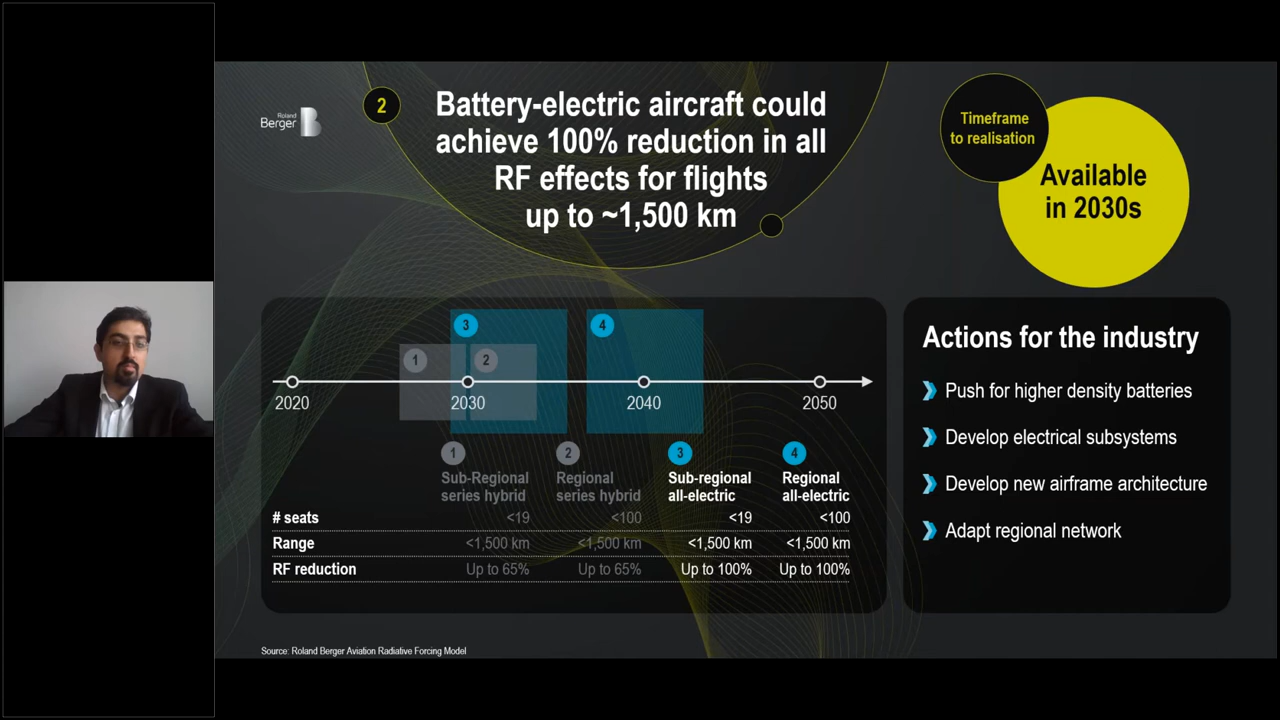 Roland
Berger
2
Battery-electric aircraft could
achieve 100% reduction in all
RF effects for flights
up to ~1,500 km
Timeframe
to realisation
Available
in 2030s
3 4
1 2
2020 2030 2040 2050
1 2 3 4
Sub-Regional Regional Sub-regional Regional
series hybrid series hybrid all-electric all-electric
# seats <19 <100 <19 <100
Range <1,500 km <1,500 km <1,500 km <1,500 km
RF reduction Up to 65% Up to 65% Up to 100% Up to 100%
Actions for the industry
Push for higher density batteries
Develop electrical subsystems
Develop new airframe architecture
Adapt regional network
Source: Roland Berger Aviation Radiative Forcing Model